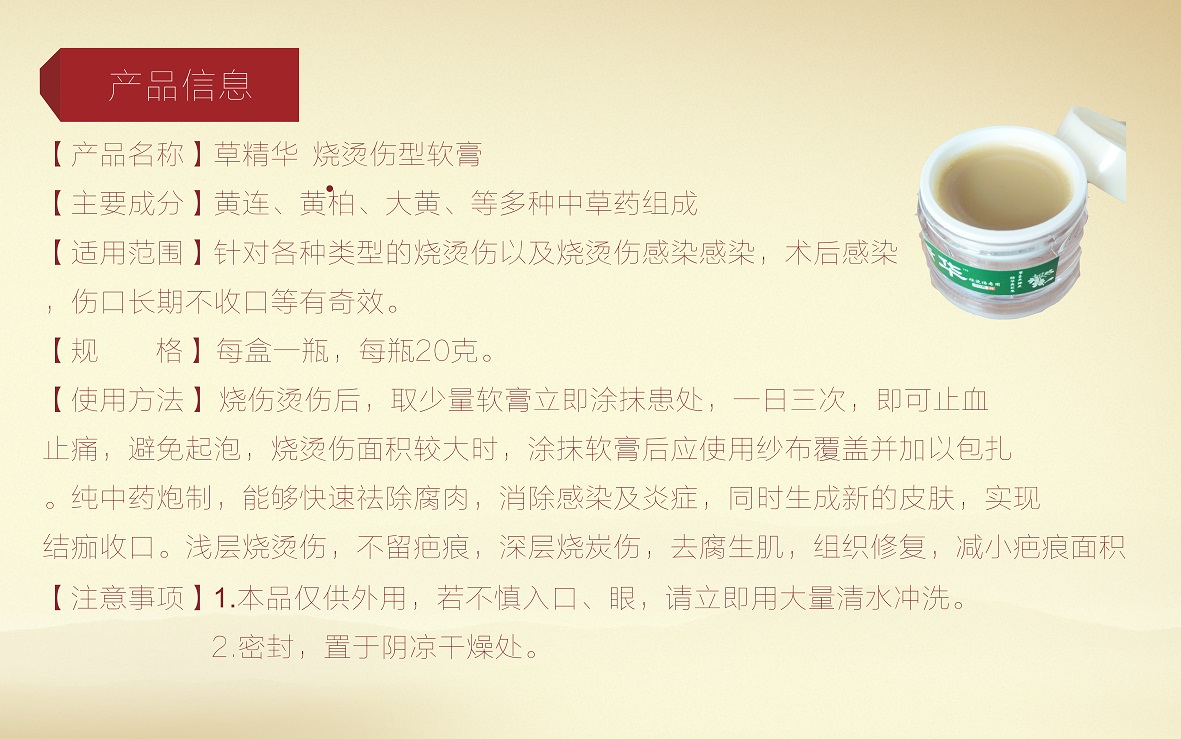 产品信息
【产品名称】草精华 烧烫伤型软膏
【主要成分】黄连、黄柏、大黄、等多种中草药组成
【适用范围】针对各种类型的烧烫伤以及烧烫伤感染感染，术后感染
，伤口长期不收口等有奇效。
【规　　格】每盒一瓶，每瓶20克。
【使用方法】烧伤烫伤后，取少量软膏立即涂抹患处，一日三次，即可止血
止痛，避免起泡，烧烫伤面积较大时，涂抹软膏后应使用纱布覆盖并加以包扎
。纯中药炮制，能够快速祛除腐肉，消除感染及炎症，同时生成新的皮肤，实现
结痂收口。浅层烧烫伤，不留疤痕，深层烧炭伤，去腐生肌，组织修复，减小疤痕面积
【注意事项】1.本品仅供外用，若不慎入口、眼，请立即用大量清水冲洗。
2.密封，置于阴凉干燥处。
华